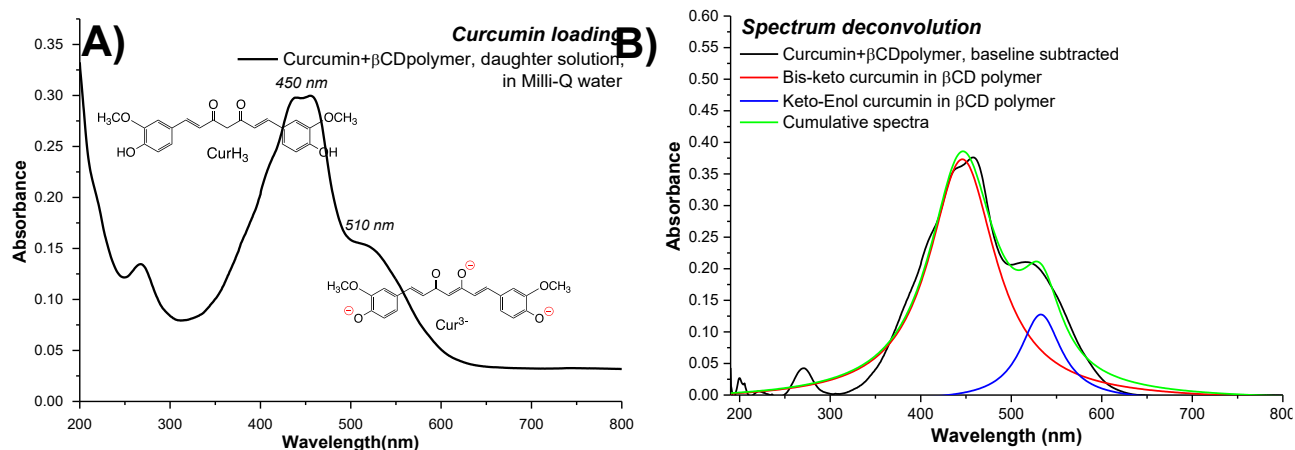 A)
Curcumin loading
Curcumin+βCDpolymer, daughter solution,
in Milli-Q water
450 nm
510 nm
O O
H₃CO OCH₃
HO OH
CurH₃
O O ⊖
H₃CO OCH₃
⊖ O O ⊖
Cur³⁻
Absorbance
0.35
0.30
0.25
0.20
0.15
0.10
0.05
0.00
200 300 400 500 600 700 800
Wavelength(nm)
B)
Spectrum deconvolution
Curcumin+βCDpolymer, baseline subtracted
Bis-keto curcumin in βCD polymer
Keto-Enol curcumin in βCD polymer
Cumulative spectra
Absorbance
0.60
0.55
0.50
0.45
0.40
0.35
0.30
0.25
0.20
0.15
0.10
0.05
0.00
200 300 400 500 600 700 800
Wavelength (nm)